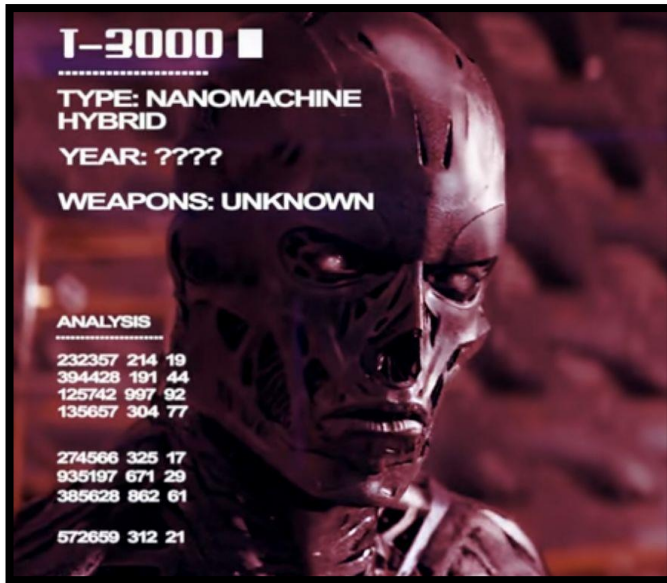 T-3000
TYPE: NANOMACHINE
HYBRID
YEAR: ????
WEAPONS: UNKNOWN
ANALYSIS
232357 214 19
394428 191 44
125742 997 92
135657 304 77
274566 325 17
935197 671 29
385628 862 61
572659 312 21